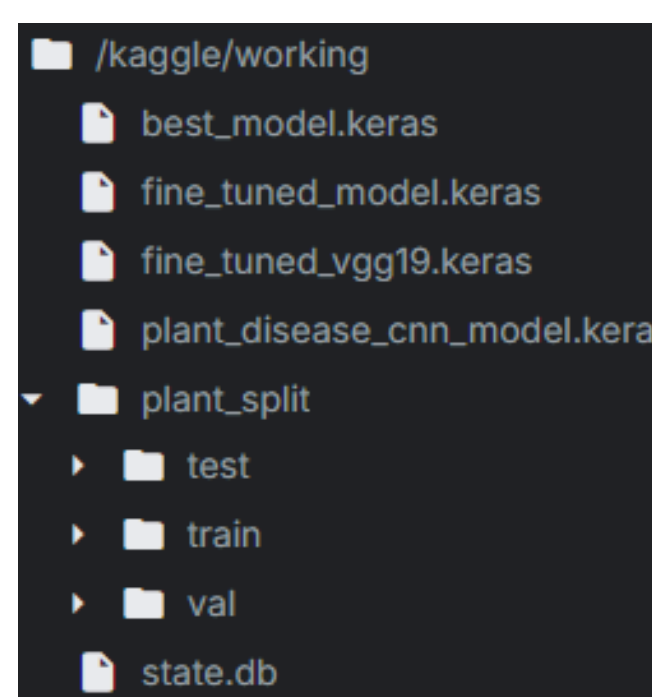 /kaggle/working
best_model.keras
fine_tuned_model.keras
fine_tuned_vgg19.keras
plant_disease_cnn_model.kera
plant_split
test
train
val
state.db